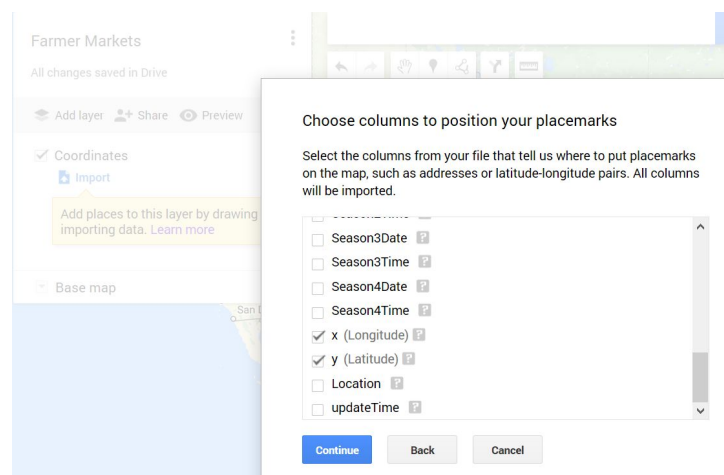 Farmer Markets
All changes saved in Drive
Add layer Share Preview
Coordinates
Import
Add places to this layer by drawing
importing data. Learn more
Base map
San
Choose columns to position your placemarks
Select the columns from your file that tell us where to put placemarks
on the map, such as addresses or latitude-longitude pairs. All columns
will be imported.
Season2Time ?
Season3Date ?
Season3Time ?
Season4Date ?
Season4Time ?
x (Longitude) ?
y (Latitude) ?
Location ?
updateTime ?
Continue Back Cancel